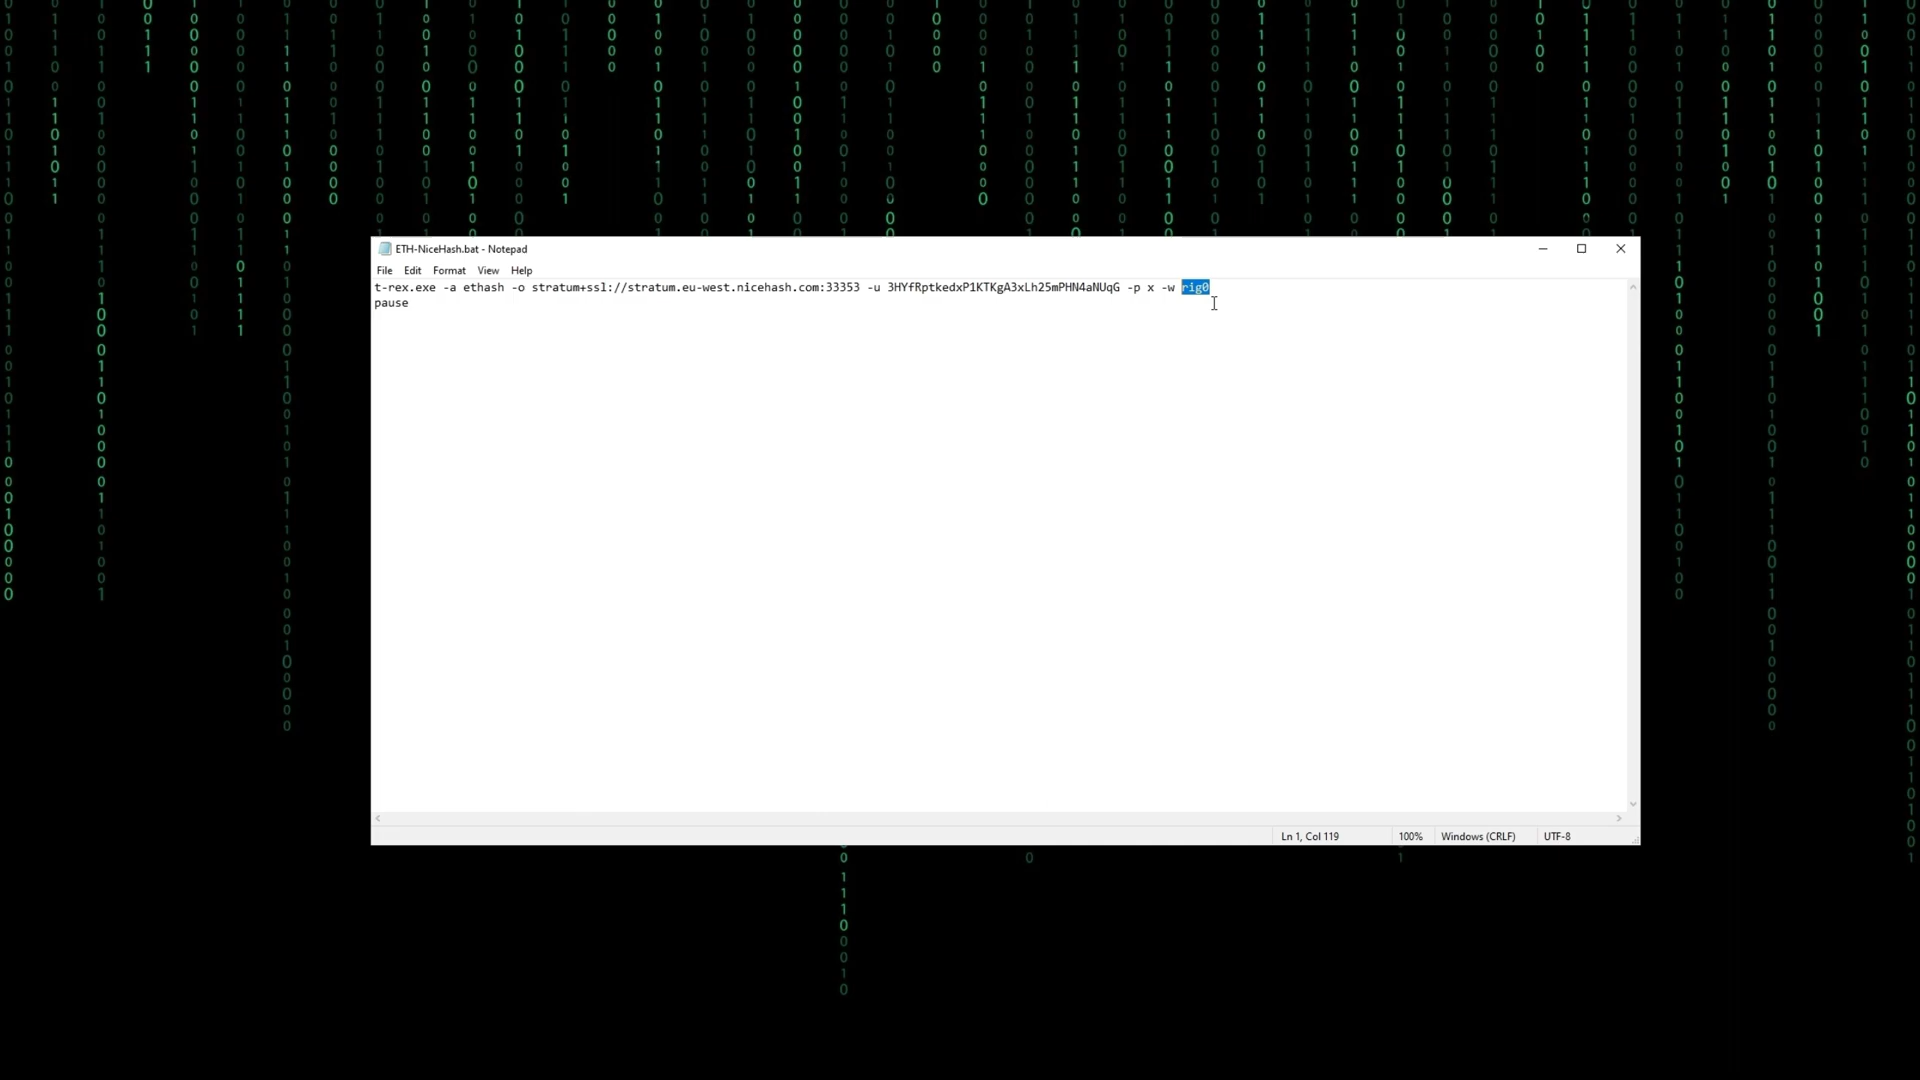 ETH-NiceHash.bat - Notepad
File Edit Format View Help
t-rex.exe -a ethash -o stratum+ssl://stratum.eu-west.nicehash.com:33353 -u 3HYfRptkedxP1KTKgA3xLh25mPHN4aNUqG -p x -w rig0
pause
Ln 1, Col 119 100% Windows (CRLF) UTF-8